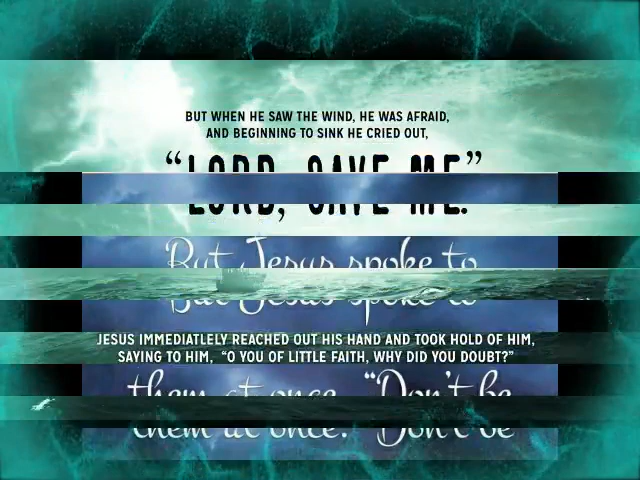 BUT WHEN HE SAW THE WIND, HE WAS AFRAID,
AND BEGINNING TO SINK HE CRIED OUT,
“LORD, SAVE ME.”
But Jesus spoke to
JESUS IMMEDIATLELY REACHED OUT HIS HAND AND TOOK HOLD OF HIM,
SAYING TO HIM, “O YOU OF LITTLE FAITH, WHY DID YOU DOUBT?”
them at once. “Don't be